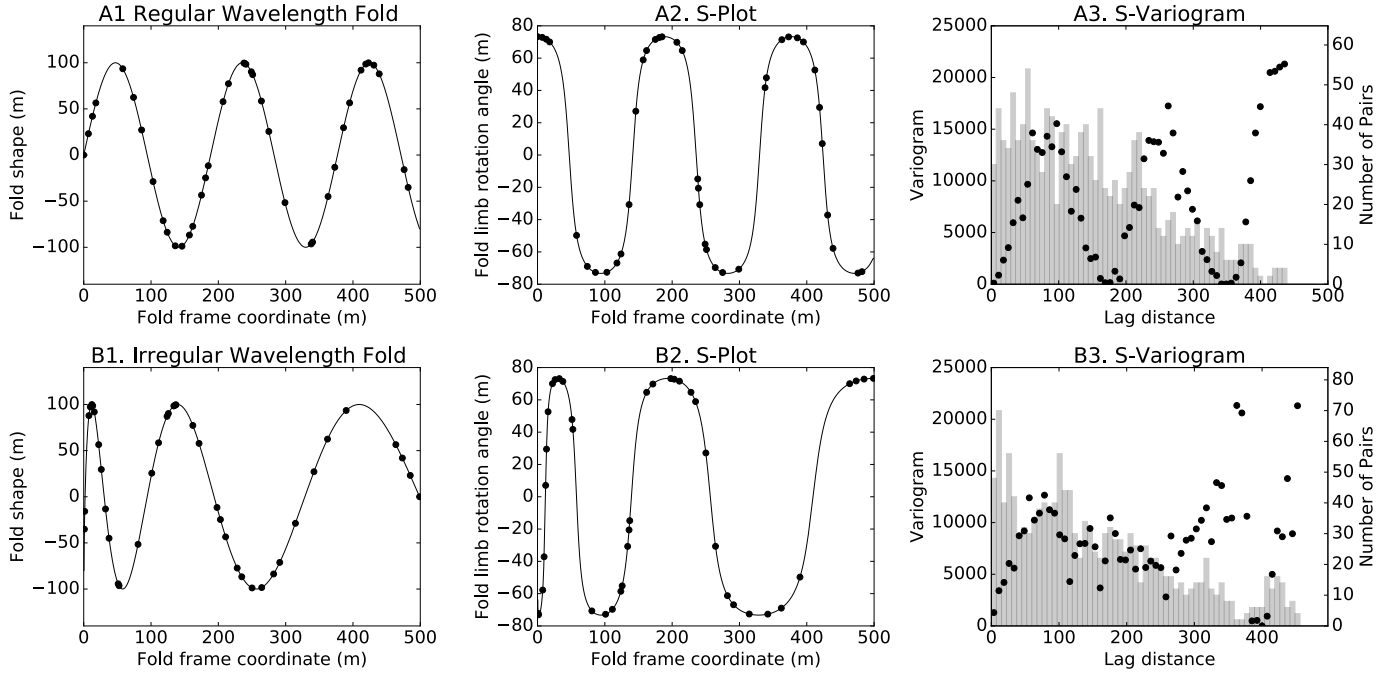 A1 Regular Wavelength Fold
Fold shape (m)
100
50
0
−50
−100
0 100 200 300 400 500
Fold frame coordinate (m)
A2. S-Plot
Fold limb rotation angle (m)
80
60
40
20
0
−20
−40
−60
−80
0 100 200 300 400 500
Fold frame coordinate (m)
A3. S-Variogram
Variogram
25000
20000
15000
10000
5000
0
0 100 200 300 400 500
Lag distance
60
50
40
30
20
10
0
Number of Pairs
B1. Irregular Wavelength Fold
Fold shape (m)
100
50
0
−50
−100
0 100 200 300 400 500
Fold frame coordinate (m)
B2. S-Plot
Fold limb rotation angle (m)
80
60
40
20
0
−20
−40
−60
−80
0 100 200 300 400 500
Fold frame coordinate (m)
B3. S-Variogram
Variogram
25000
20000
15000
10000
5000
0
0 100 200 300 400
Lag distance
80
70
60
50
40
30
20
10
0
Number of Pairs